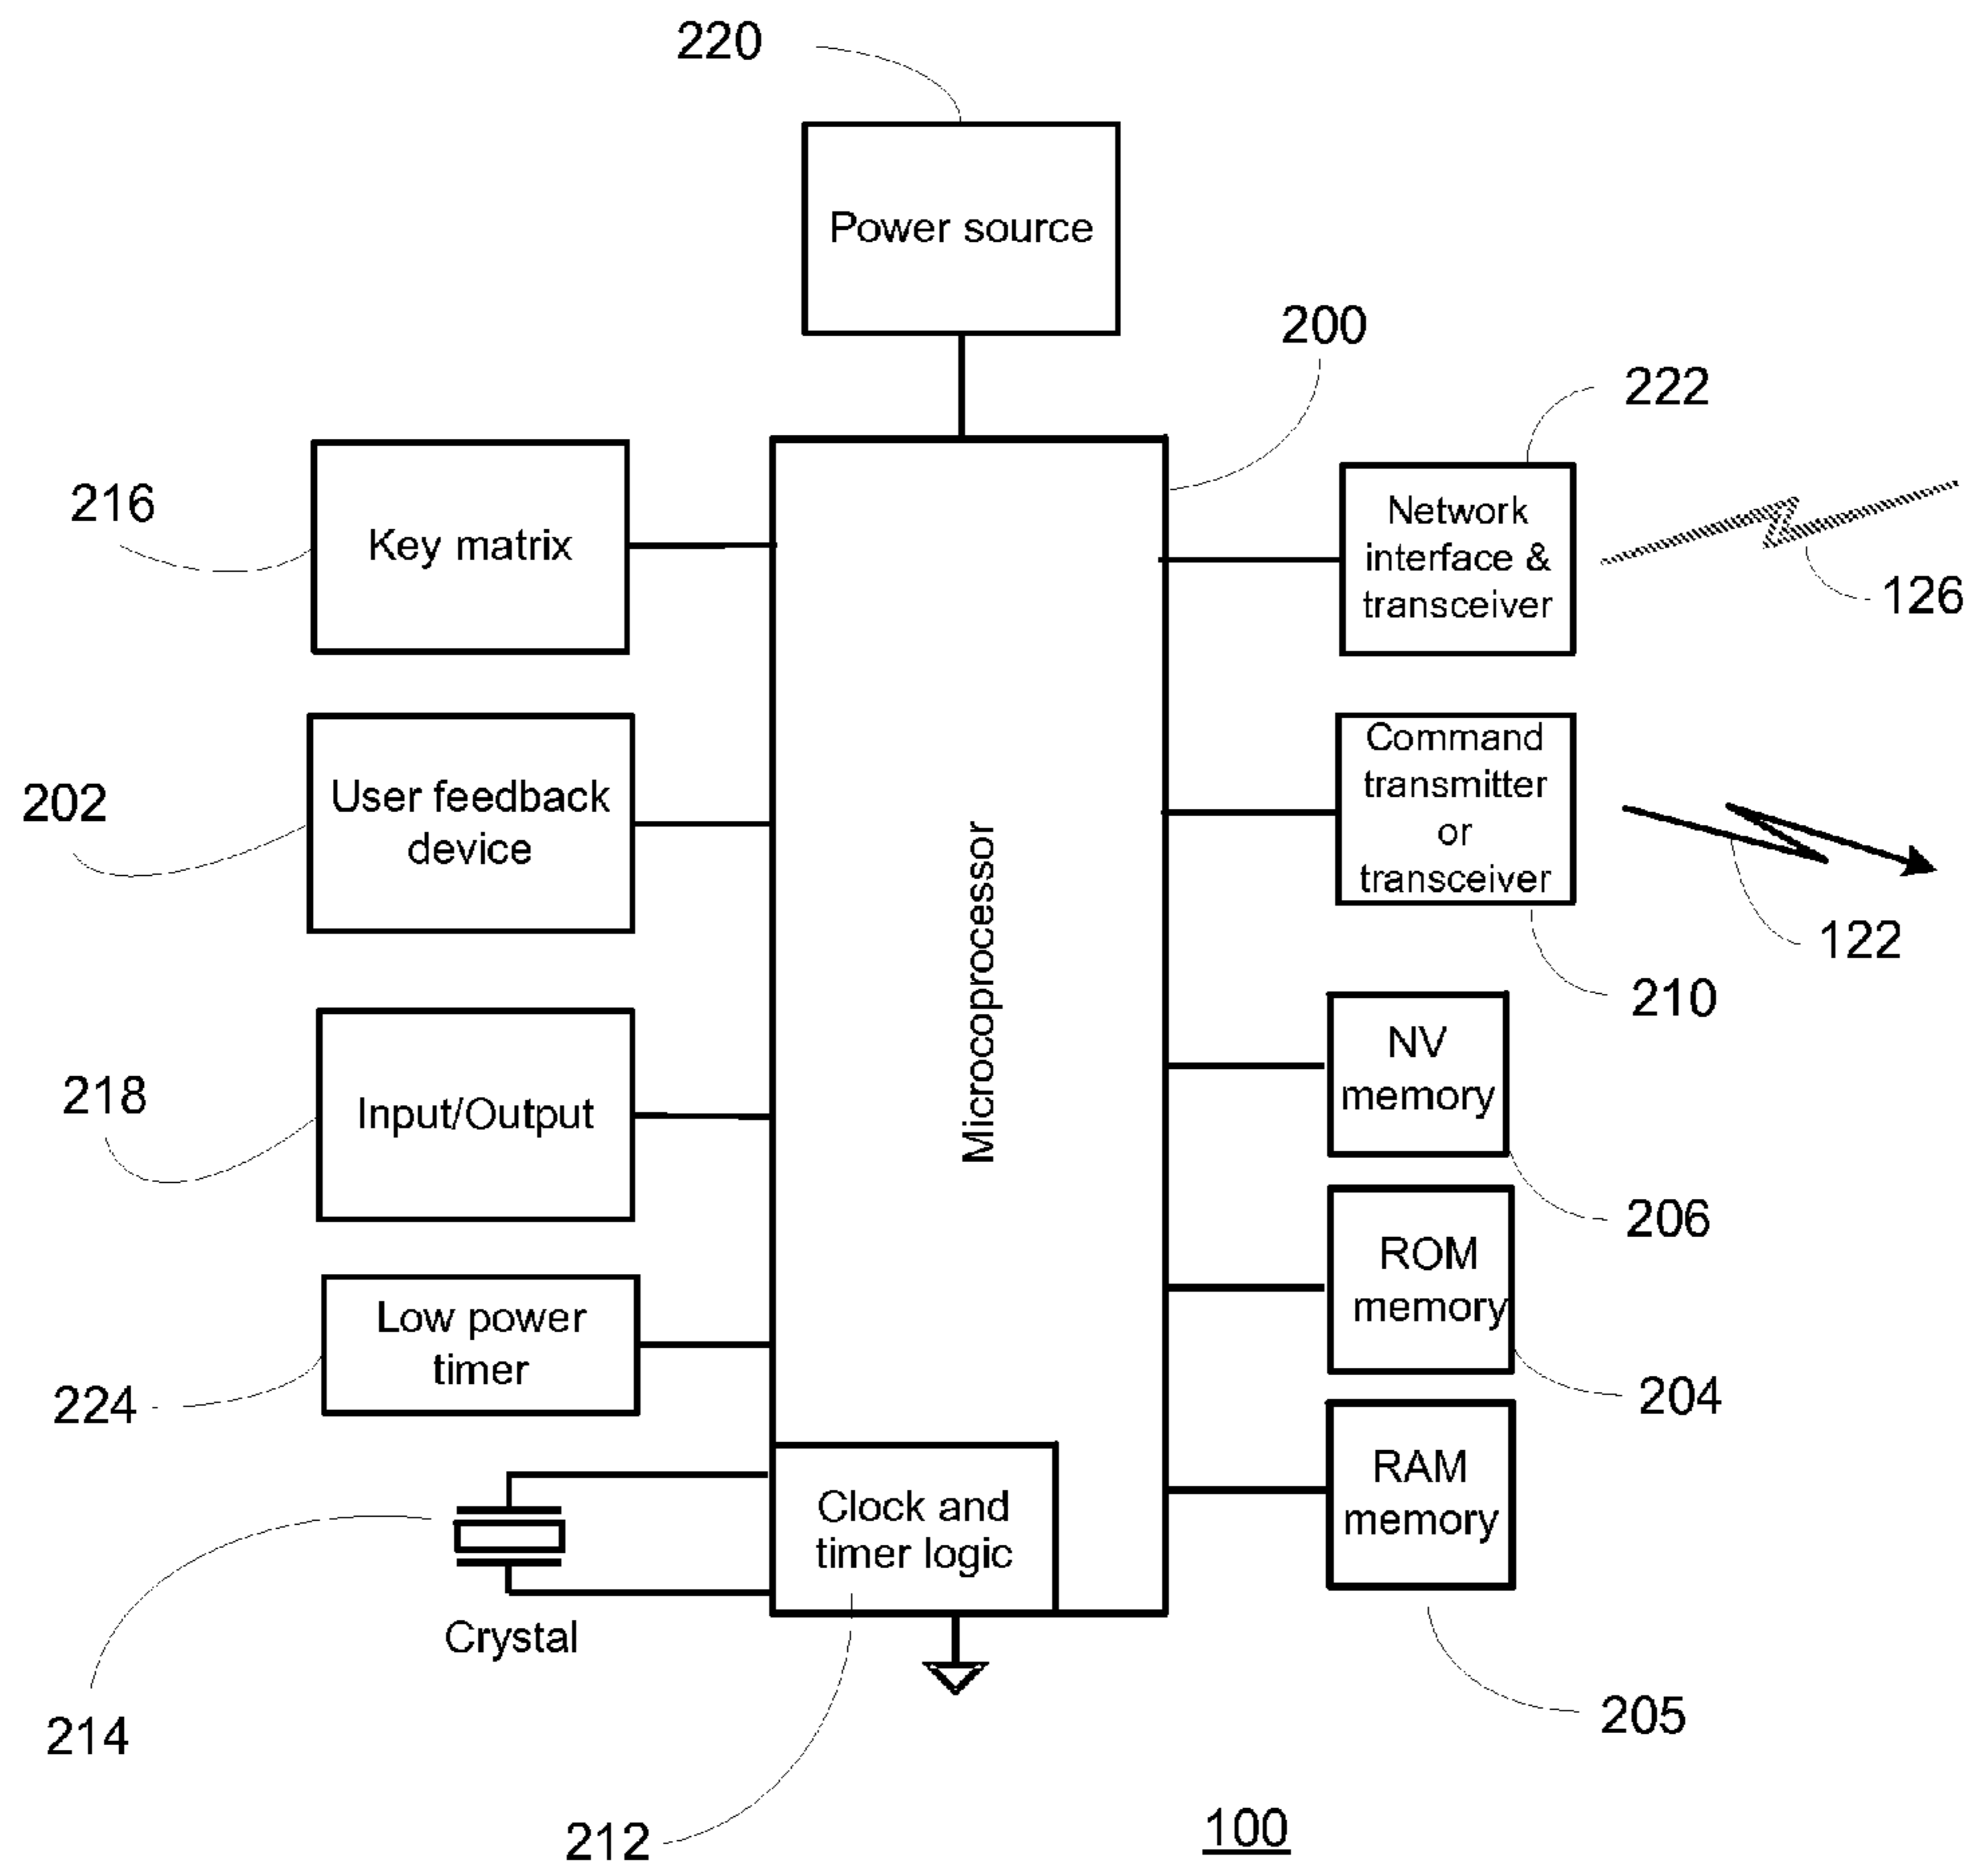 220
Power source
200
222
216
Key matrix
Network
interface &
transceiver
126
202
User feedback
device
Command
transmitter
or
transceiver
122
210
Microcoprocessor
218
Input/Output
NV
memory
206
ROM
memory
204
224
Low power
timer
RAM
memory
205
Clock and
timer logic
Crystal
214
212
100